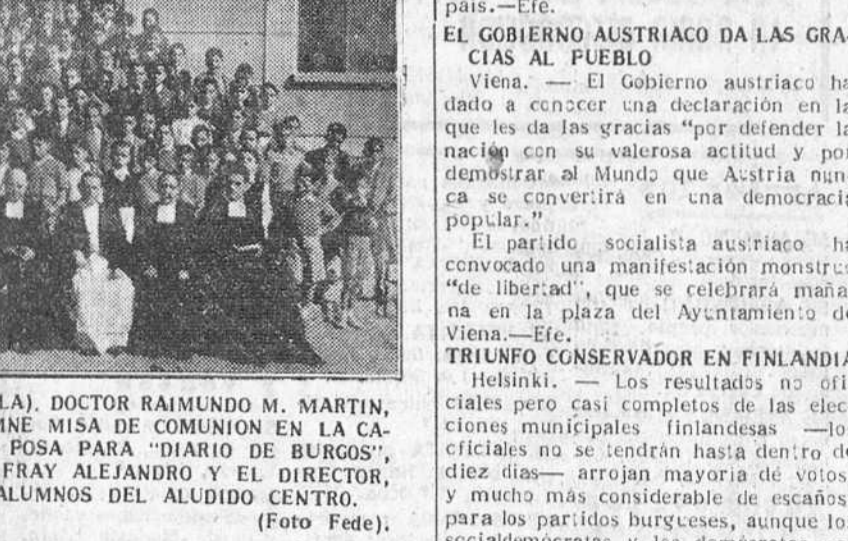 LA). DOCTOR RAIMUNDO M. MARTIN,
MNE MISA DE COMUNION EN LA CA-
POSA PARA "DIARIO DE BURGOS",
FRAY ALEJANDRO Y EL DIRECTOR,
ALUMNOS DEL ALUDIDO CENTRO.
(Foto Fede).
país.—Efe.
EL GOBIERNO AUSTRIACO DA LAS GRA-
CIAS AL PUEBLO
Viena. — El Gobierno austriaco ha
dado a conocer una declaración en la
que les da las gracias "por defender la
nación con su valerosa actitud y por
demostrar al Mundo que Austria nun-
ca se convertirá en una democracia
popular."
El partido socialista austriaco ha
convocado una manifestación monstruo
"de libertad", que se celebrará maña-
na en la plaza del Ayuntamiento de
Viena.—Efe.
TRIUNFO CONSERVADOR EN FINLANDIA
Helsinki. — Los resultados no ofi-
ciales pero casi completos de las elec-
ciones municipales finlandesas —los
oficiales no se tendrán hasta dentro de
diez dias— arrojan mayoria de votos,
y mucho más considerable de escaños,
para los partidos burgueses, aunque los
socialdemócratas y los